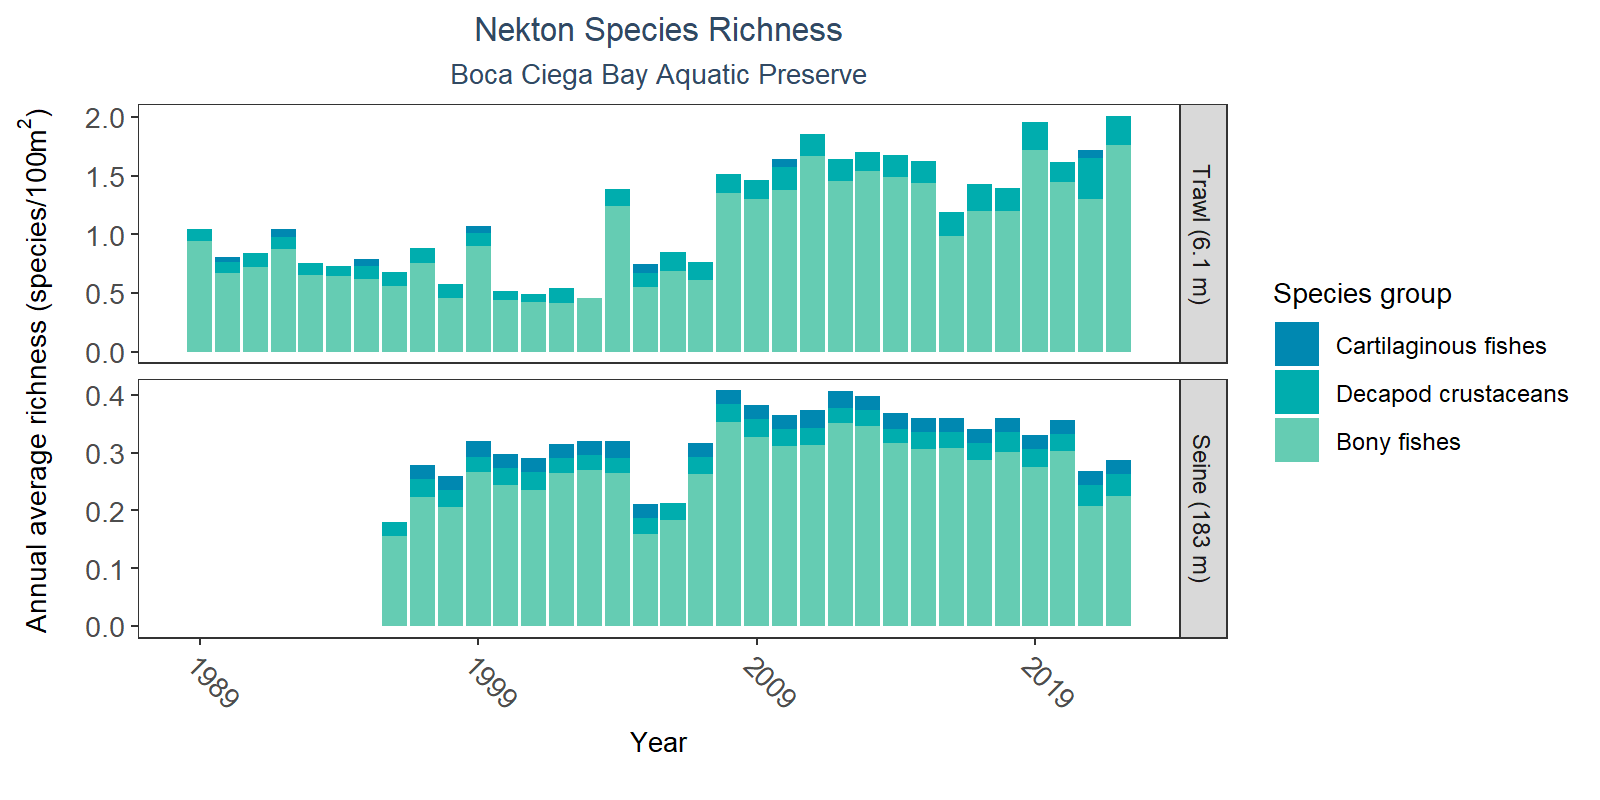 Nekton Species Richness
Boca Ciega Bay Aquatic Preserve
Annual average richness (species/100m²)
2.0
1.5
1.0
0.5
0.0
Trawl (6.1 m)
0.4
0.3
0.2
0.1
0.0
Seine (183 m)
1989
1999
2009
2019
Year
Species group
Cartilaginous fishes
Decapod crustaceans
Bony fishes